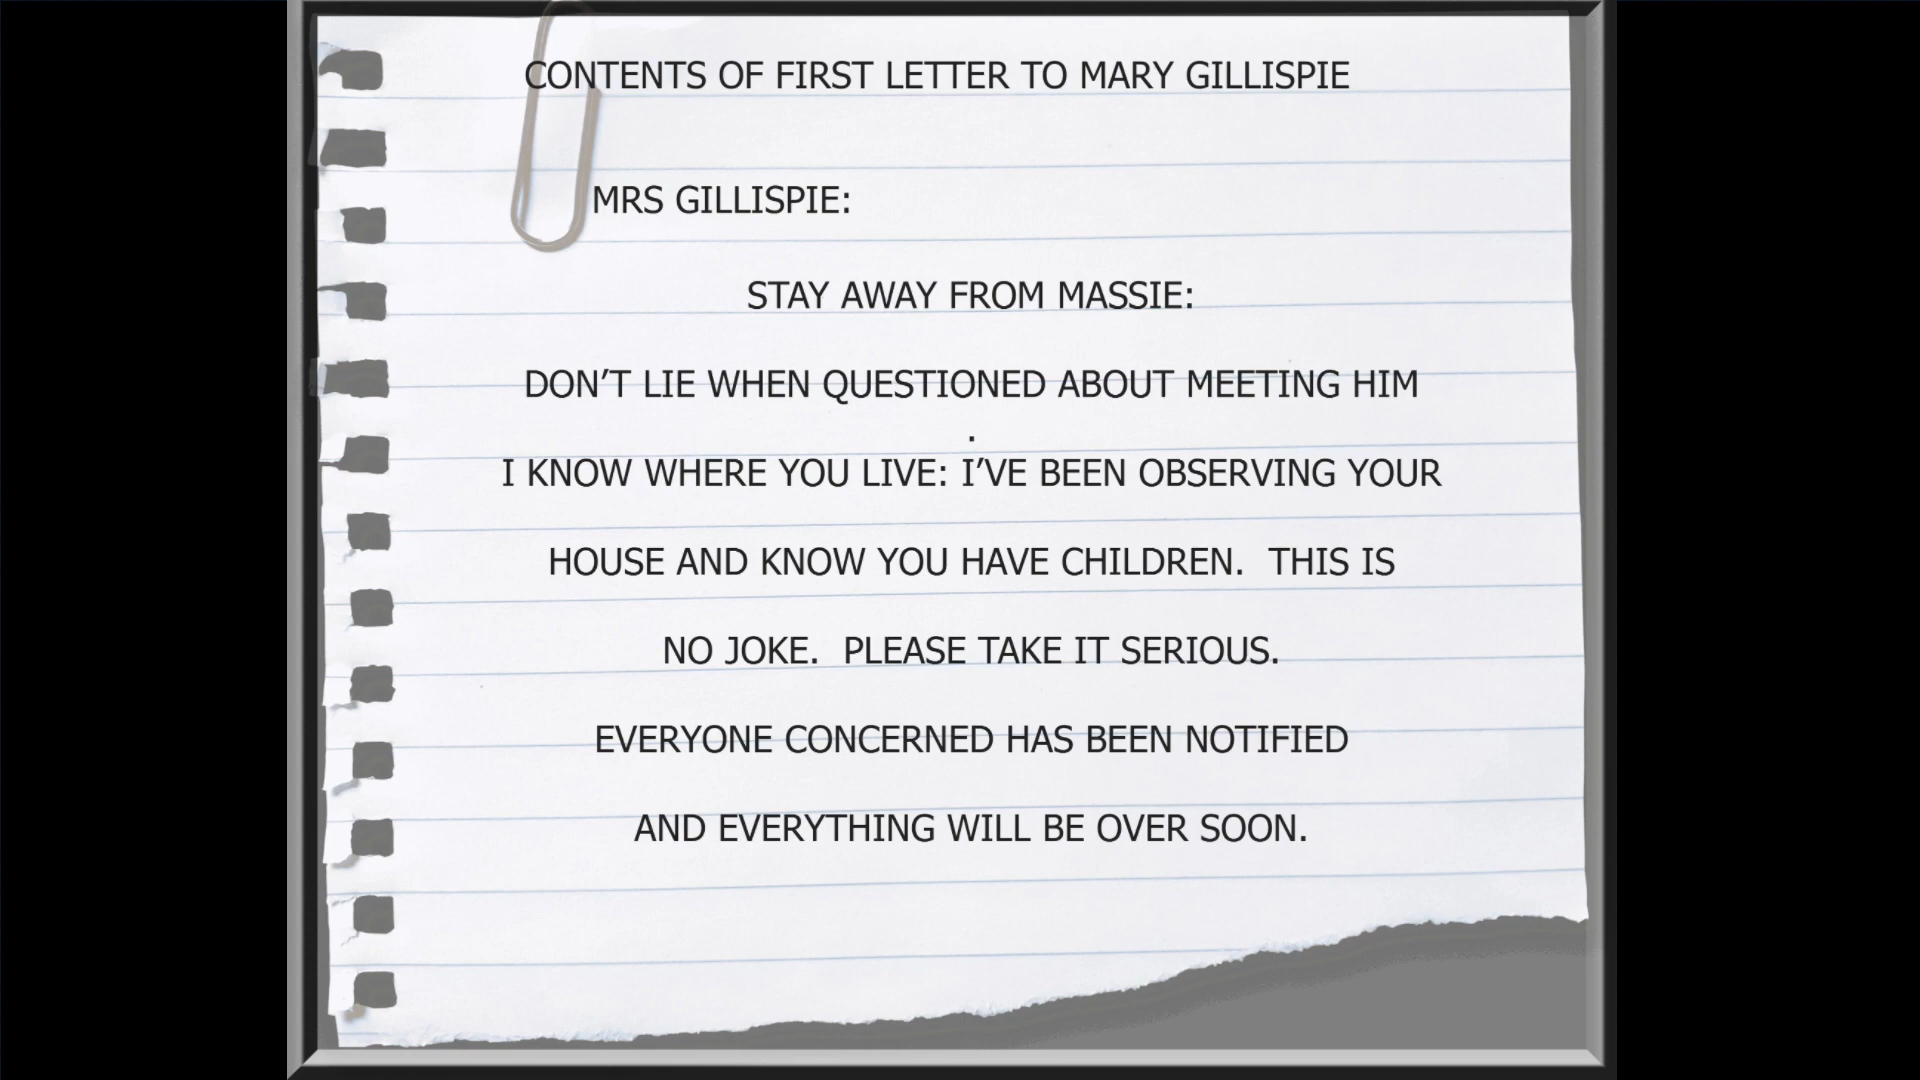 CONTENTS OF FIRST LETTER TO MARY GILLISPIE
MRS GILLISPIE:
STAY AWAY FROM MASSIE:
DON’T LIE WHEN QUESTIONED ABOUT MEETING HIM
.
I KNOW WHERE YOU LIVE: I’VE BEEN OBSERVING YOUR
HOUSE AND KNOW YOU HAVE CHILDREN.  THIS IS
NO JOKE.  PLEASE TAKE IT SERIOUS.
EVERYONE CONCERNED HAS BEEN NOTIFIED
AND EVERYTHING WILL BE OVER SOON.